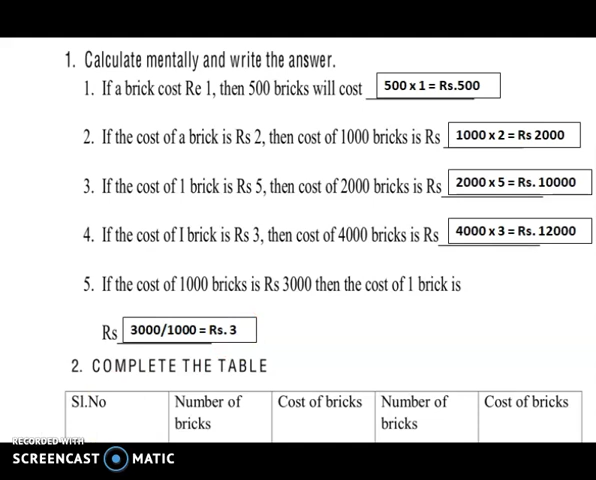 1. Calculate mentally and write the answer.
1. If a brick cost Re 1, then 500 bricks will cost 500 x 1 = Rs.500
2. If the cost of a brick is Rs 2, then cost of 1000 bricks is Rs 1000 x 2 = Rs 2000
3. If the cost of 1 brick is Rs 5, then cost of 2000 bricks is Rs 2000 x 5 = Rs. 10000
4. If the cost of I brick is Rs 3, then cost of 4000 bricks is Rs 4000 x 3 = Rs. 12000
5. If the cost of 1000 bricks is Rs 3000 then the cost of 1 brick is
Rs 3000/1000 = Rs. 3
2. COMPLETE THE TABLE
Sl.No Number of Cost of bricks Number of Cost of bricks
bricks bricks
RECORDED WITH
SCREENCAST MATIC